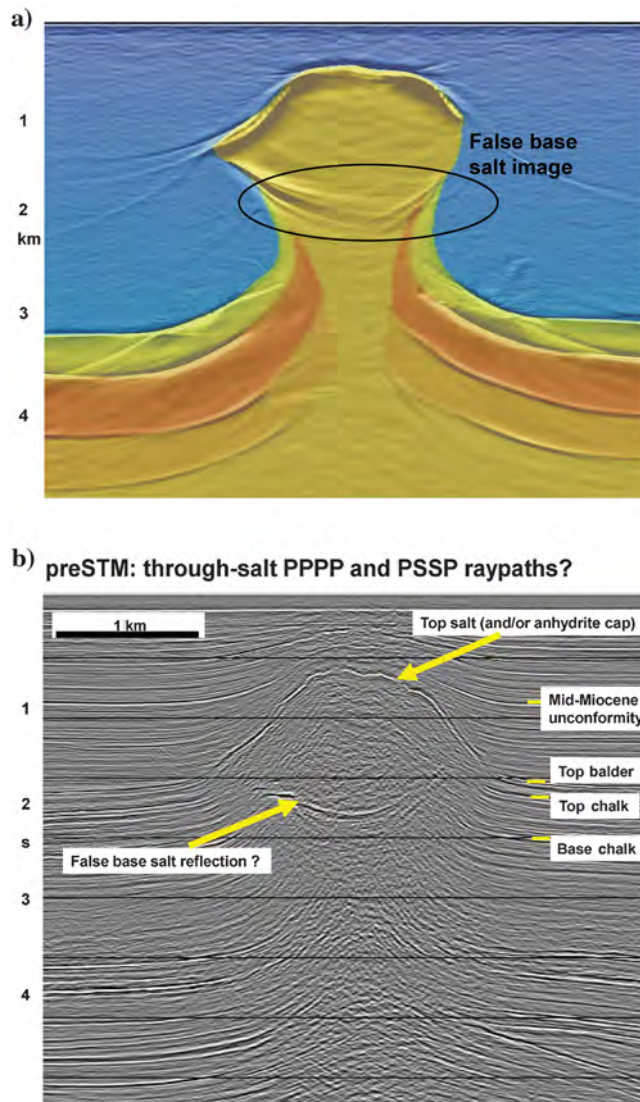 a)
1
2
km
3
4
False base
salt image
b) preSTM: through-salt PPPP and PSSP raypaths?
1 km
Top salt (and/or anhydrite cap)
Mid-Miocene
unconformity
1
Top balder
Top chalk
2
s
Base chalk
False base salt reflection ?
3
4